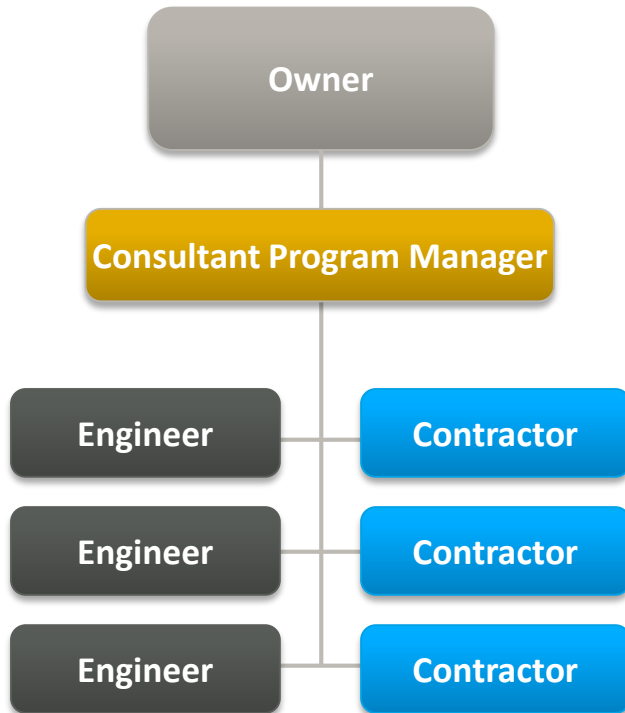 Owner
Consultant Program Manager
Engineer
Contractor
Engineer
Contractor
Engineer
Contractor